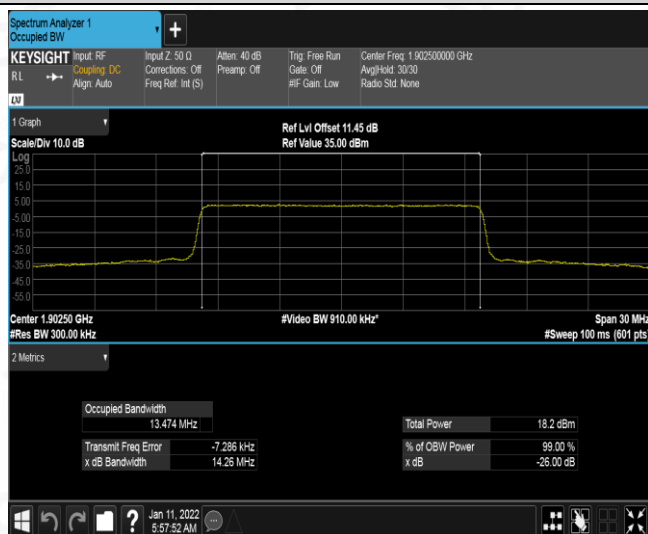 Spectrum Analyzer 1
Occupied BW
+
KEYSIGHT
RL
LXI
Input: RF
Coupling: DC
Align: Auto
Input Z: 50 Ω
Corrections: Off
Freq Ref: Int (S)
Atten: 40 dB
Preamp: Off
Trig: Free Run
Gate: Off
#IF Gain: Low
Center Freq: 1.902500000 GHz
Avg|Hold: 30/30
Radio Std: None
1 Graph
Scale/Div 10.0 dB
Ref Lvl Offset 11.45 dB
Ref Value 35.00 dBm
Log
25.0
15.0
5.00
-5.00
-15.0
-25.0
-35.0
-45.0
-55.0
Center 1.90250 GHz
#Res BW 300.00 kHz
#Video BW 910.00 kHz*
Span 30 MHz
#Sweep 100 ms (601 pts)
2 Metrics
Occupied Bandwidth
13.474 MHz
Transmit Freq Error -7.286 kHz
x dB Bandwidth 14.26 MHz
Total Power 18.2 dBm
% of OBW Power 99.00 %
x dB -26.00 dB
?
Jan 11, 2022
5:57:52 AM